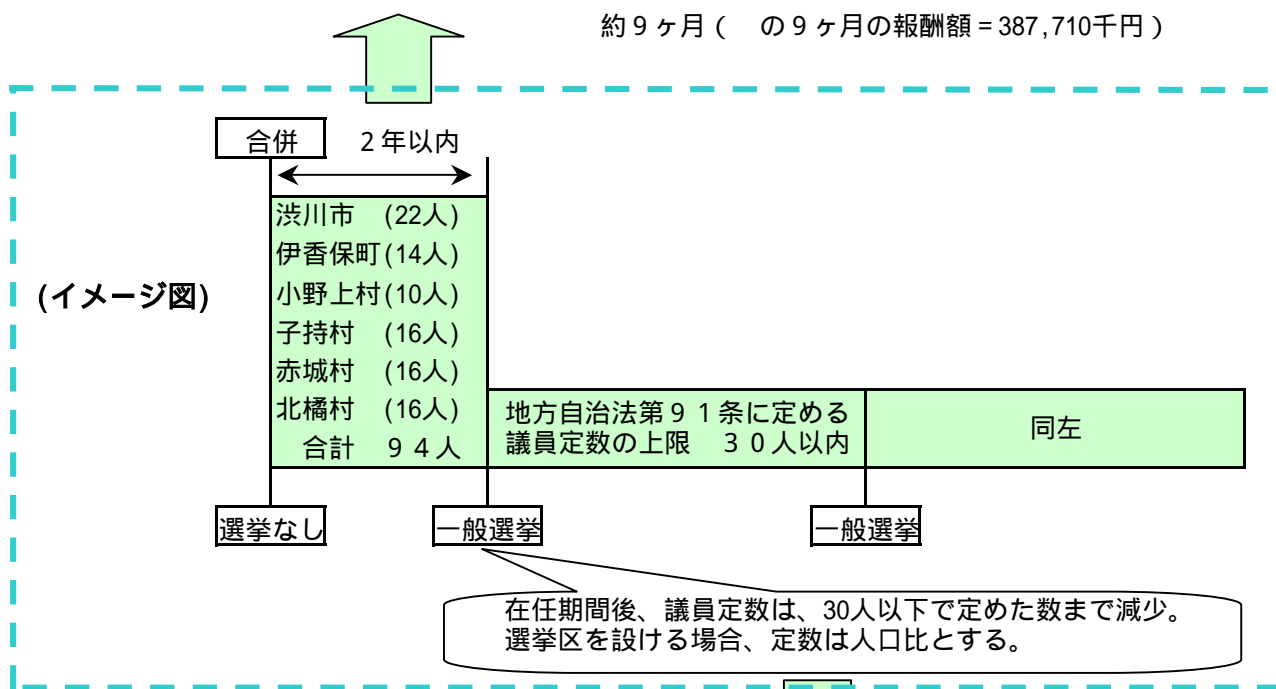 約９ヶ月（　の９ヶ月の報酬額＝387,710千円）
合併　２年以内
渋川市　(22人)
伊香保町(14人)
小野上村(10人)
子持村　(16人)
赤城村　(16人)
北橘村　(16人)
合計　９４人
(イメージ図)
地方自治法第９１条に定める
議員定数の上限　３０人以内
同左
選挙なし　一般選挙　一般選挙
在任期間後、議員定数は、30人以下で定めた数まで減少。
選挙区を設ける場合、定数は人口比とする。